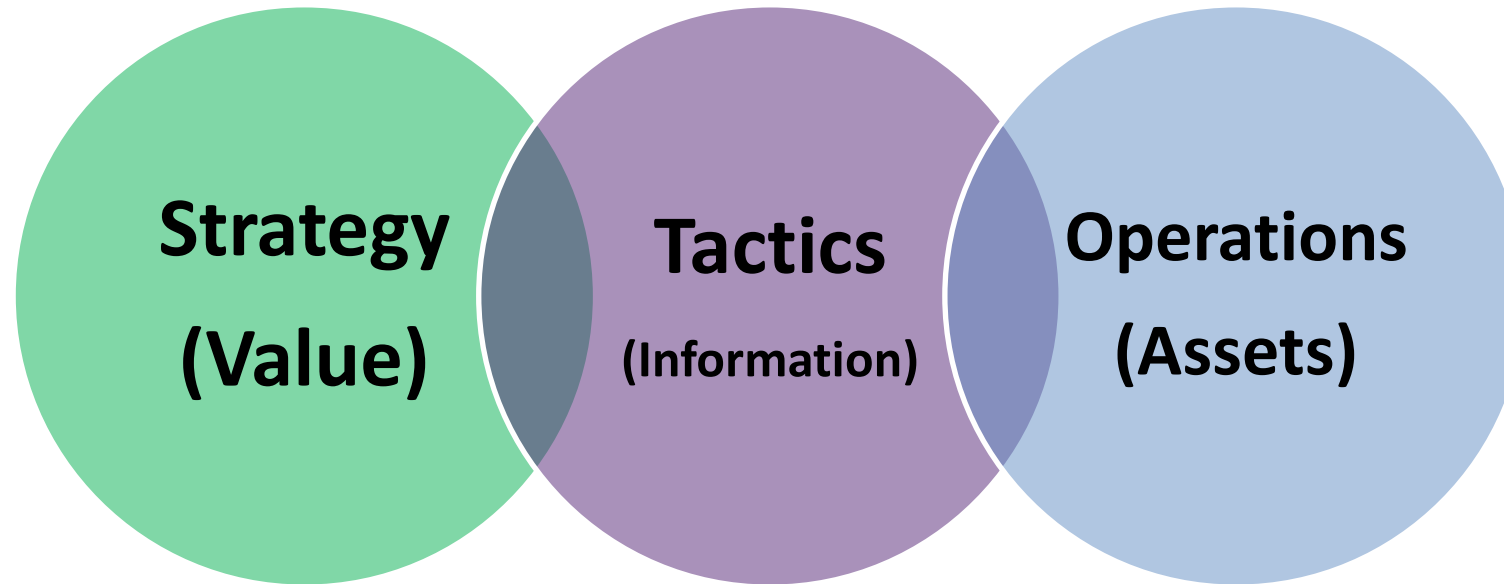 Strategy
(Value)
Tactics
(Information)
Operations
(Assets)